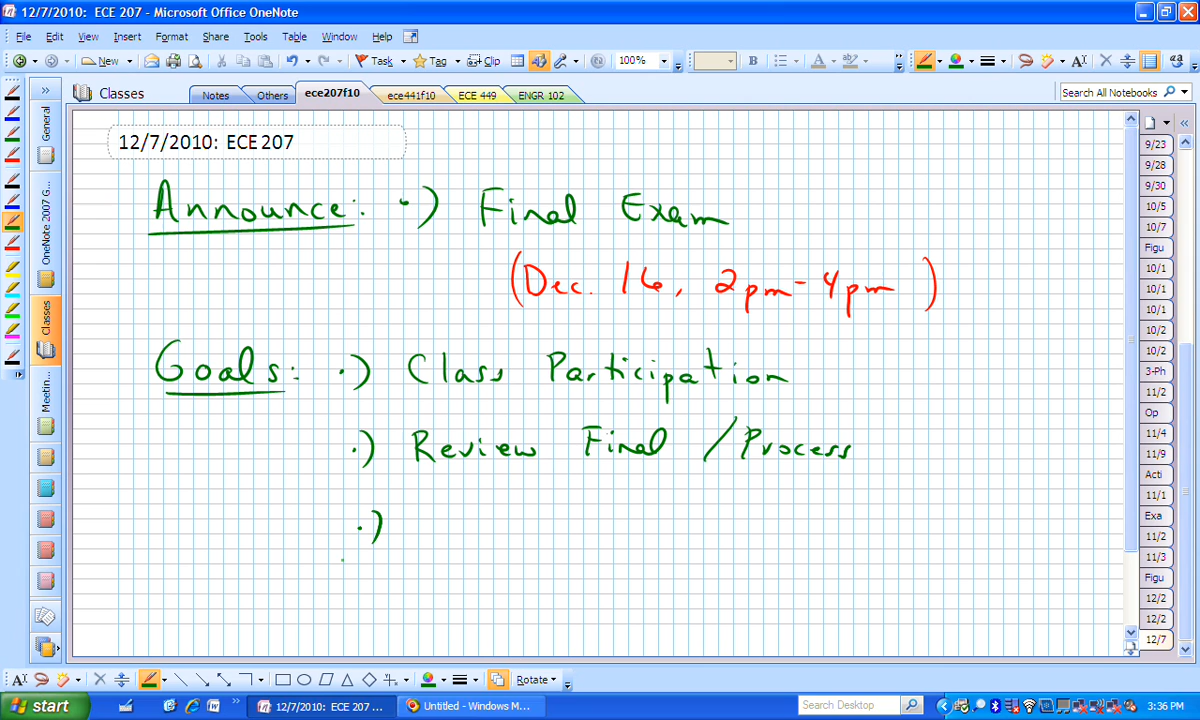 12/7/2010: ECE 207 - Microsoft Office OneNote
File Edit View Insert Format Share Tools Table Window Help
New Task Tag Clip 100% B A ab A
Classes Notes Others ece207f10 ece441f10 ECE 449 ENGR 102 Search All Notebooks
General
OneNote 2007 G...
Classes
Meetin...
12/7/2010: ECE 207
Announce: ·) Final Exam
(Dec. 16, 2pm-4pm)
Goals: ·) Class Participation
·) Review Final / Process
·)
9/23
9/28
9/30
10/5
10/7
Figu
10/1
10/1
10/1
10/2
10/2
3-Ph
11/2
Op
11/4
11/9
Acti
11/1
Exa
11/2
11/3
Figu
12/2
12/2
12/7
Rotate
start 12/7/2010: ECE 207 ... Untitled - Windows M... Search Desktop 3:36 PM